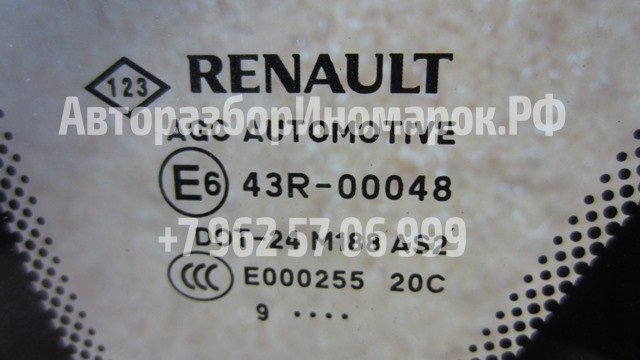 RENAULT
123
АвторазборИномарок.РФ
AGC AUTOMOTIVE
E6 43R-00048
+7 962 57 06 999
DOT-24 M188 AS2
CCC E000255 20C
9 ....